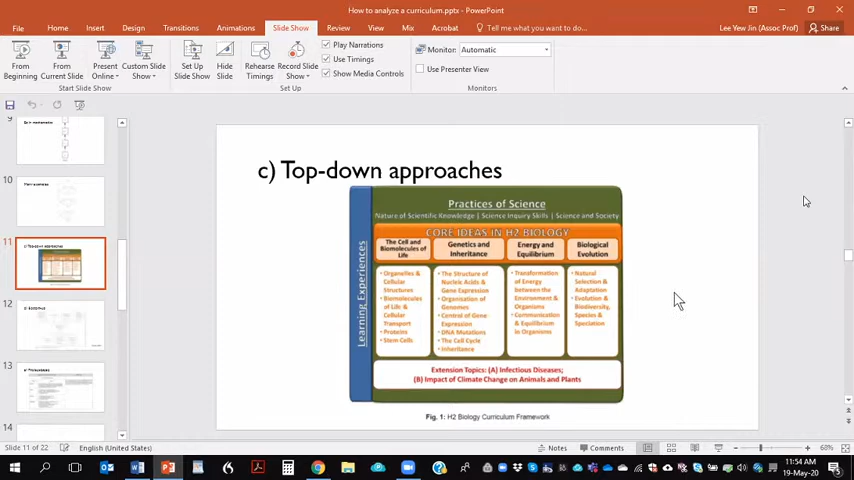 How to analyze a curriculum.pptx - PowerPoint
Lee Yew Jin (Assoc Prof)
File Home Insert Design Transitions Animations Slide Show Review View Mix Acrobat Tell me what you want to do... Share
From Beginning
From Current Slide
Present Online
Custom Slide Show
Set Up Slide Show
Hide Slide
Rehearse Timings
Record Slide Show
Play Narrations
Use Timings
Show Media Controls
Monitor: Automatic
Use Presenter View
Start Slide Show
Set Up
Monitors
9
10
11
c) Top-down approaches
12
13
14
c) Top-down approaches
Practices of Science
Nature of Scientific Knowledge | Science Inquiry Skills | Science and Society
Learning Experiences
CORE IDEAS IN H2 BIOLOGY
The Cell and Biomolecules of Life
• Organelles & Cellular Structures
• Biomolecules of Life & Cellular Transport
• Proteins
• Stem Cells
Genetics and Inheritance
• The Structure of Nucleic Acids & Gene Expression
• Organisation of Genomes
• Control of Gene Expression
• DNA Mutations
• The Cell Cycle
• Inheritance
Energy and Equilibrium
• Transformation of Energy between the Environment & Organisms
• Communication & Equilibrium in Organisms
Biological Evolution
• Natural Selection & Adaptation
• Evolution & Biodiversity, Species & Speciation
Extension Topics: (A) Infectious Diseases;
(B) Impact of Climate Change on Animals and Plants
Fig. 1: H2 Biology Curriculum Framework
Slide 11 of 22 English (United States) Notes Comments 68%
11:54 AM
19-May-20